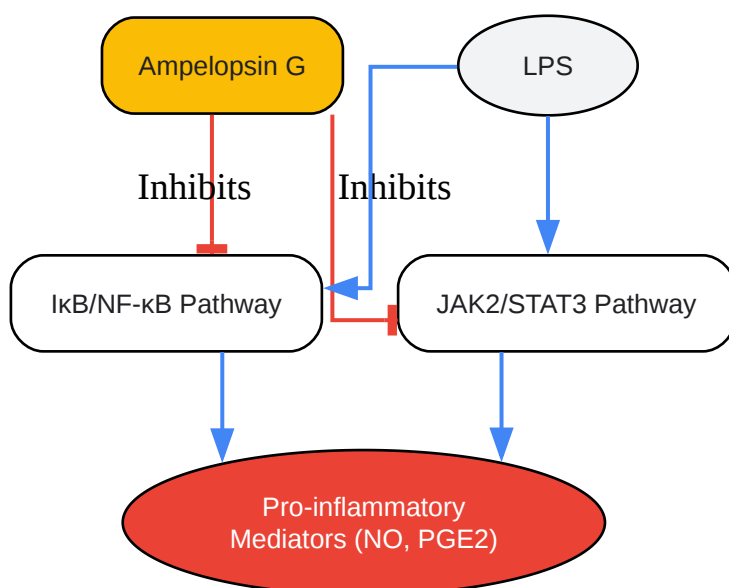 Ampelopsin G
LPS
Inhibits
Inhibits
IκB/NF-κB Pathway
JAK2/STAT3 Pathway
Pro-inflammatory
Mediators (NO, PGE2)